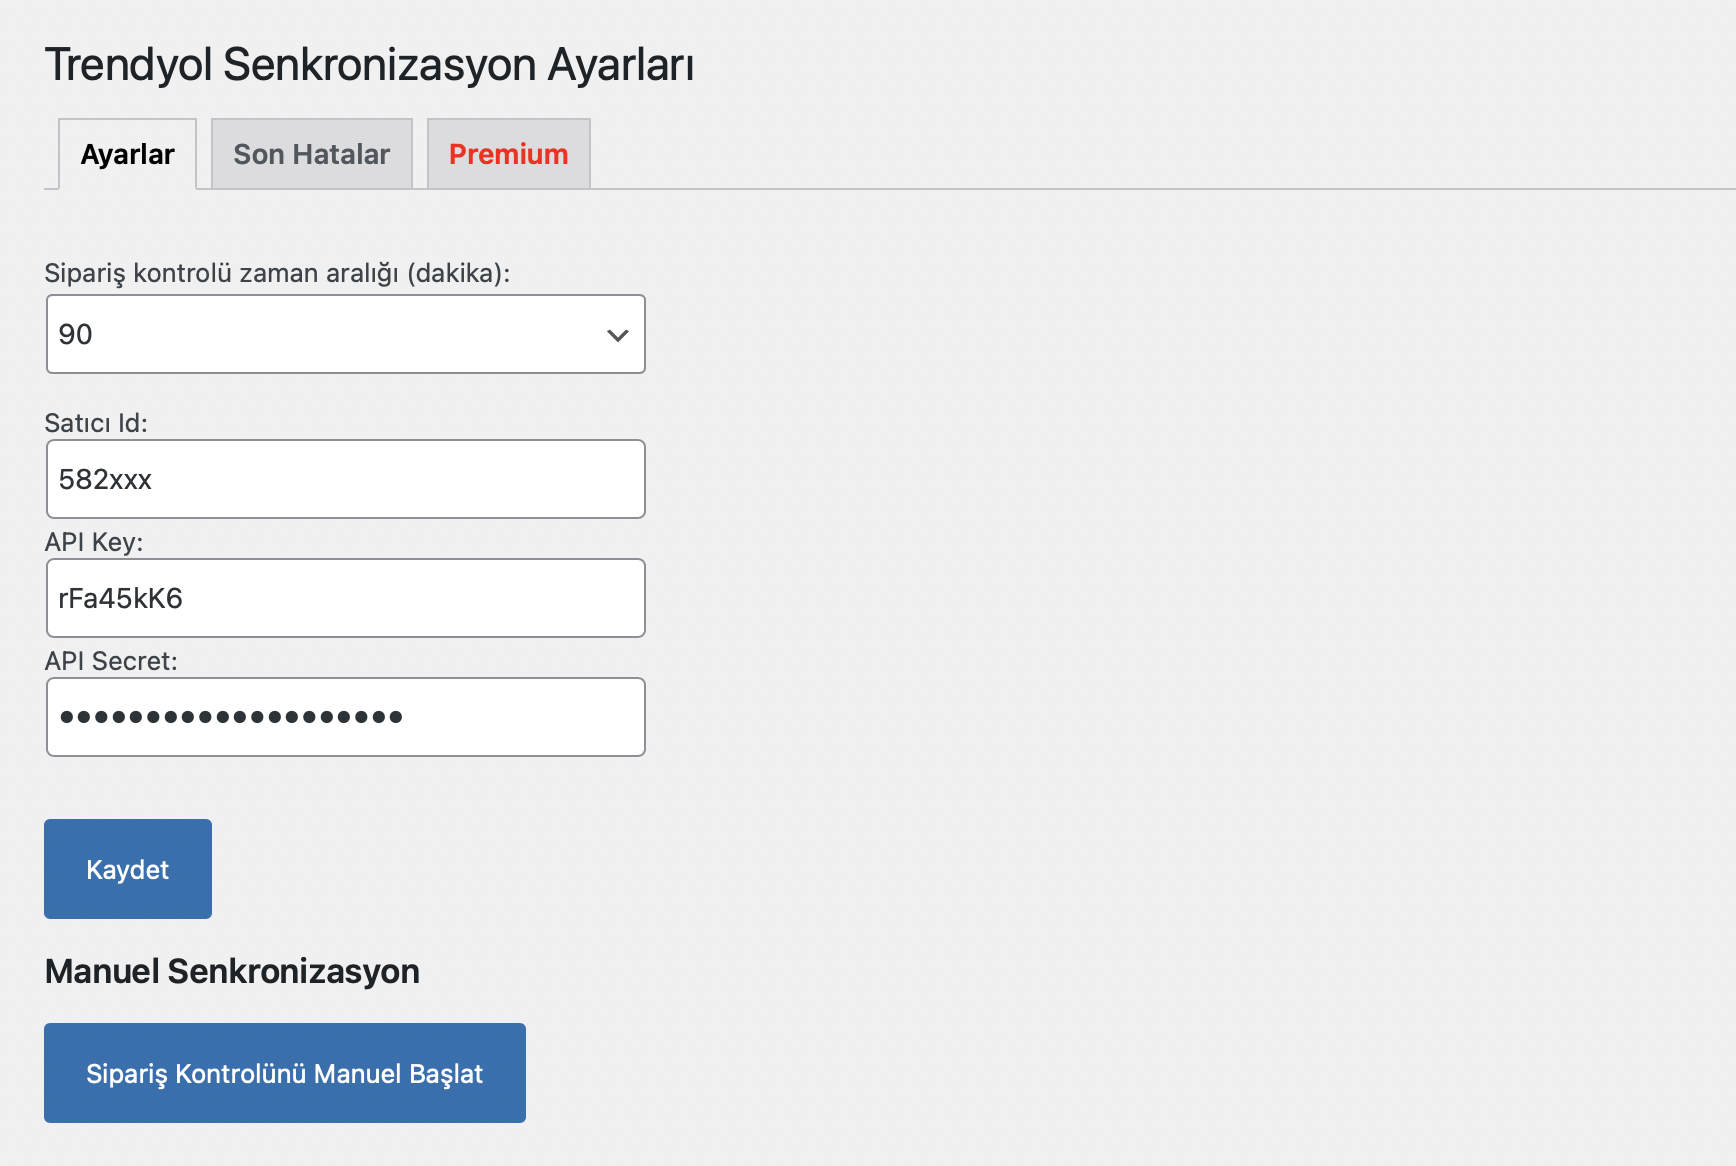 Trendyol Senkronizasyon Ayarları
Ayarlar Son Hatalar Premium
Sipariş kontrolü zaman aralığı (dakika):
90
Satıcı Id:
582xxx
API Key:
rFa45kK6
API Secret:
••••••••••••••••••••
Kaydet
Manuel Senkronizasyon
Sipariş Kontrolünü Manuel Başlat